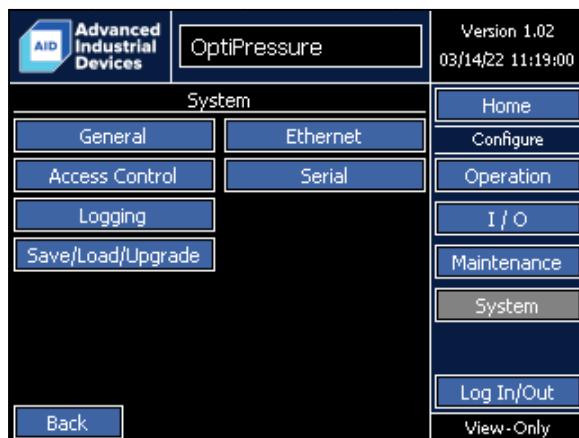 AID
Advanced
Industrial
Devices
OptiPressure
Version 1.02
03/14/22 11:19:00
System
General
Ethernet
Access Control
Serial
Logging
Save/Load/Upgrade
Back
Home
Configure
Operation
I / O
Maintenance
System
Log In/Out
View-Only